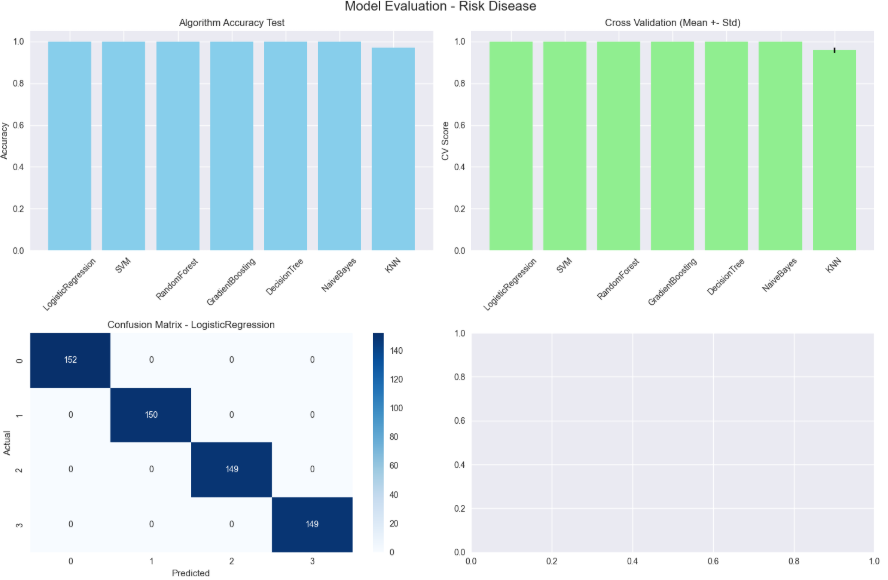 Model Evaluation - Risk Disease
Algorithm Accuracy Test
1.0
0.8
0.6
0.4
0.2
0.0
Accuracy
LogisticRegression
SVM
RandomForest
GradientBoosting
DecisionTree
NaiveBayes
KNN
Cross Validation (Mean +- Std)
1.0
0.8
0.6
0.4
0.2
0.0
CV Score
LogisticRegression
SVM
RandomForest
GradientBoosting
DecisionTree
NaiveBayes
KNN
Confusion Matrix - LogisticRegression
0 152 0 0 0
1 0 150 0 0
2 0 0 149 0
3 0 0 0 149
Actual
0 1 2 3
Predicted
140
120
100
80
60
40
20
0
1.0
0.8
0.6
0.4
0.2
0.0
0.0 0.2 0.4 0.6 0.8 1.0